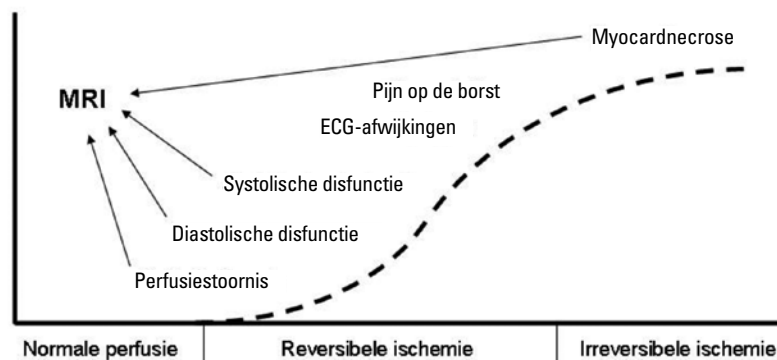 Myocardnecrose
MRI
Pijn op de borst
ECG-afwijkingen
Systolische disfunctie
Diastolische disfunctie
Perfusiestoornis
Normale perfusie
Reversibele ischemie
Irreversibele ischemie